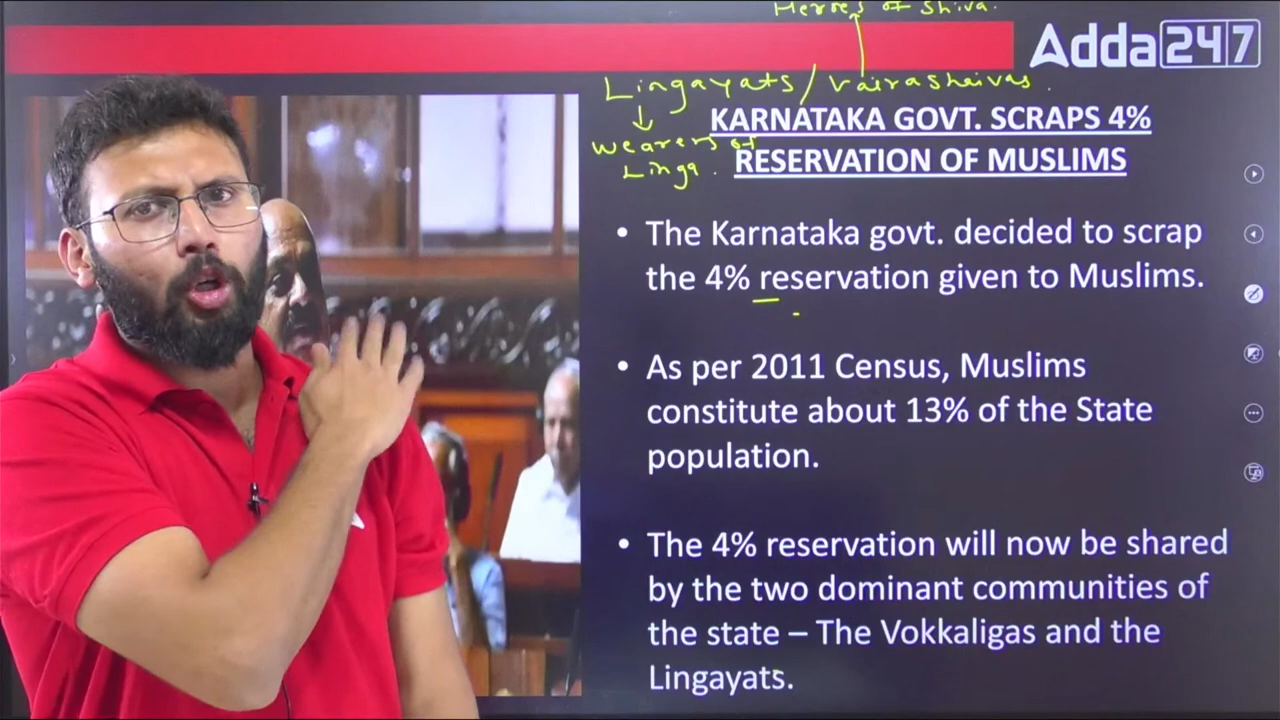 Heroes of Shiva.
Adda247
Lingayats / Vairashaivas.
wearers of
Linga.
KARNATAKA GOVT. SCRAPS 4%
RESERVATION OF MUSLIMS
• The Karnataka govt. decided to scrap
the 4% reservation given to Muslims.
• As per 2011 Census, Muslims
constitute about 13% of the State
population.
• The 4% reservation will now be shared
by the two dominant communities of
the state – The Vokkaligas and the
Lingayats.